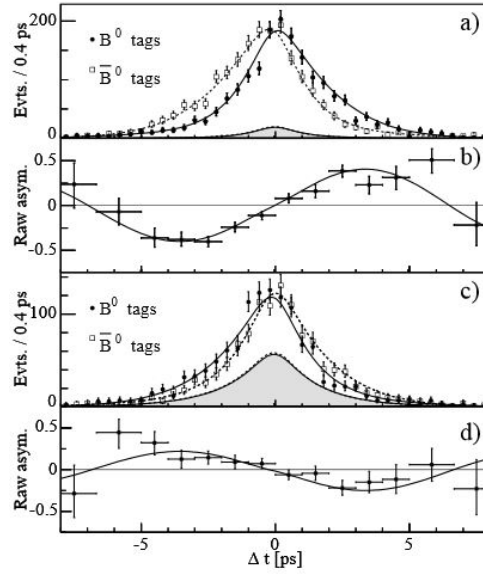 200
a)
B⁰ tags
B̅⁰ tags
100
Evts. / 0.4 ps
0
b)
0.5
0
-0.5
Raw asym.
c)
B⁰ tags
B̅⁰ tags
100
Evts. / 0.4 ps
0
d)
0.5
0
-0.5
Raw asym.
-5 0 5
Δ t [ps]